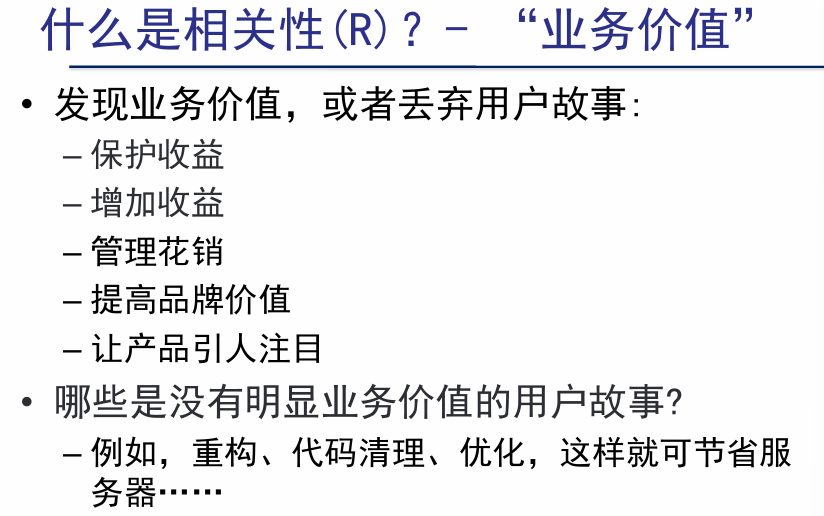 什么是相关性(R)？- “业务价值”
• 发现业务价值，或者丢弃用户故事:
– 保护收益
– 增加收益
– 管理花销
– 提高品牌价值
– 让产品引人注目
• 哪些是没有明显业务价值的用户故事?
– 例如，重构、代码清理、优化，这样就可节省服
务器……